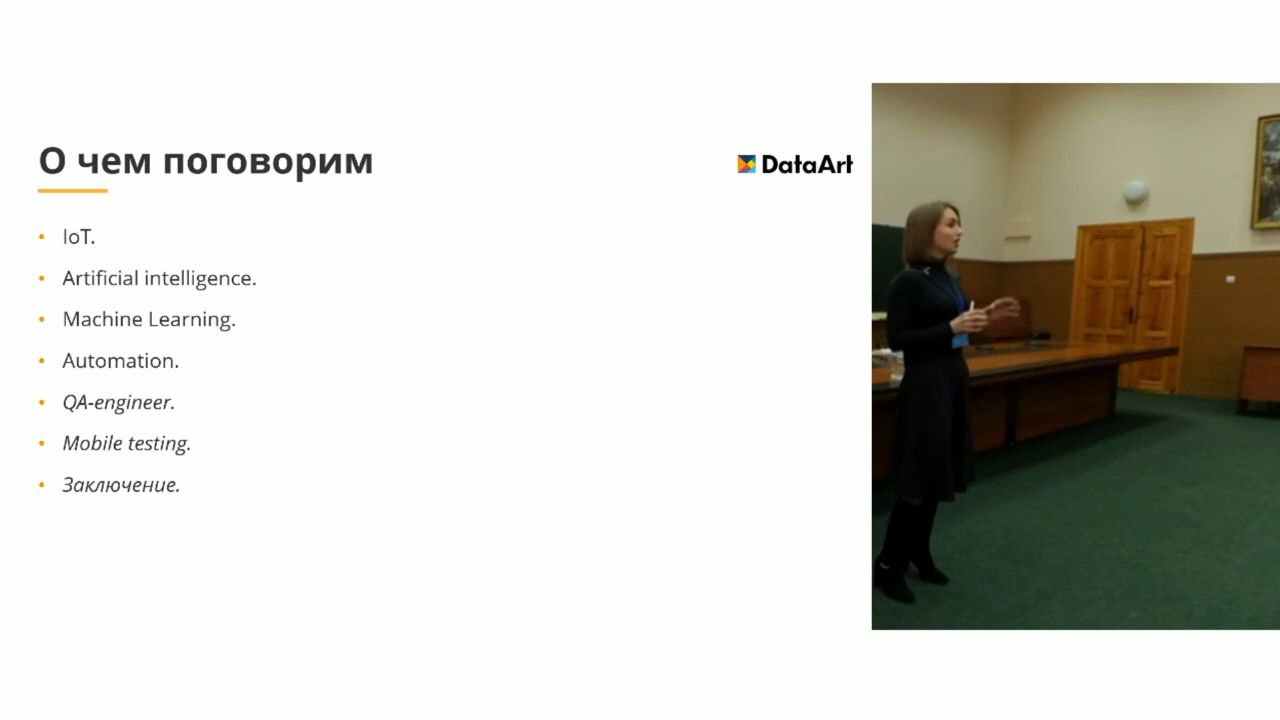 О чем поговорим
DataArt
IoT.
Artificial intelligence.
Machine Learning.
Automation.
QA-engineer.
Mobile testing.
Заключение.